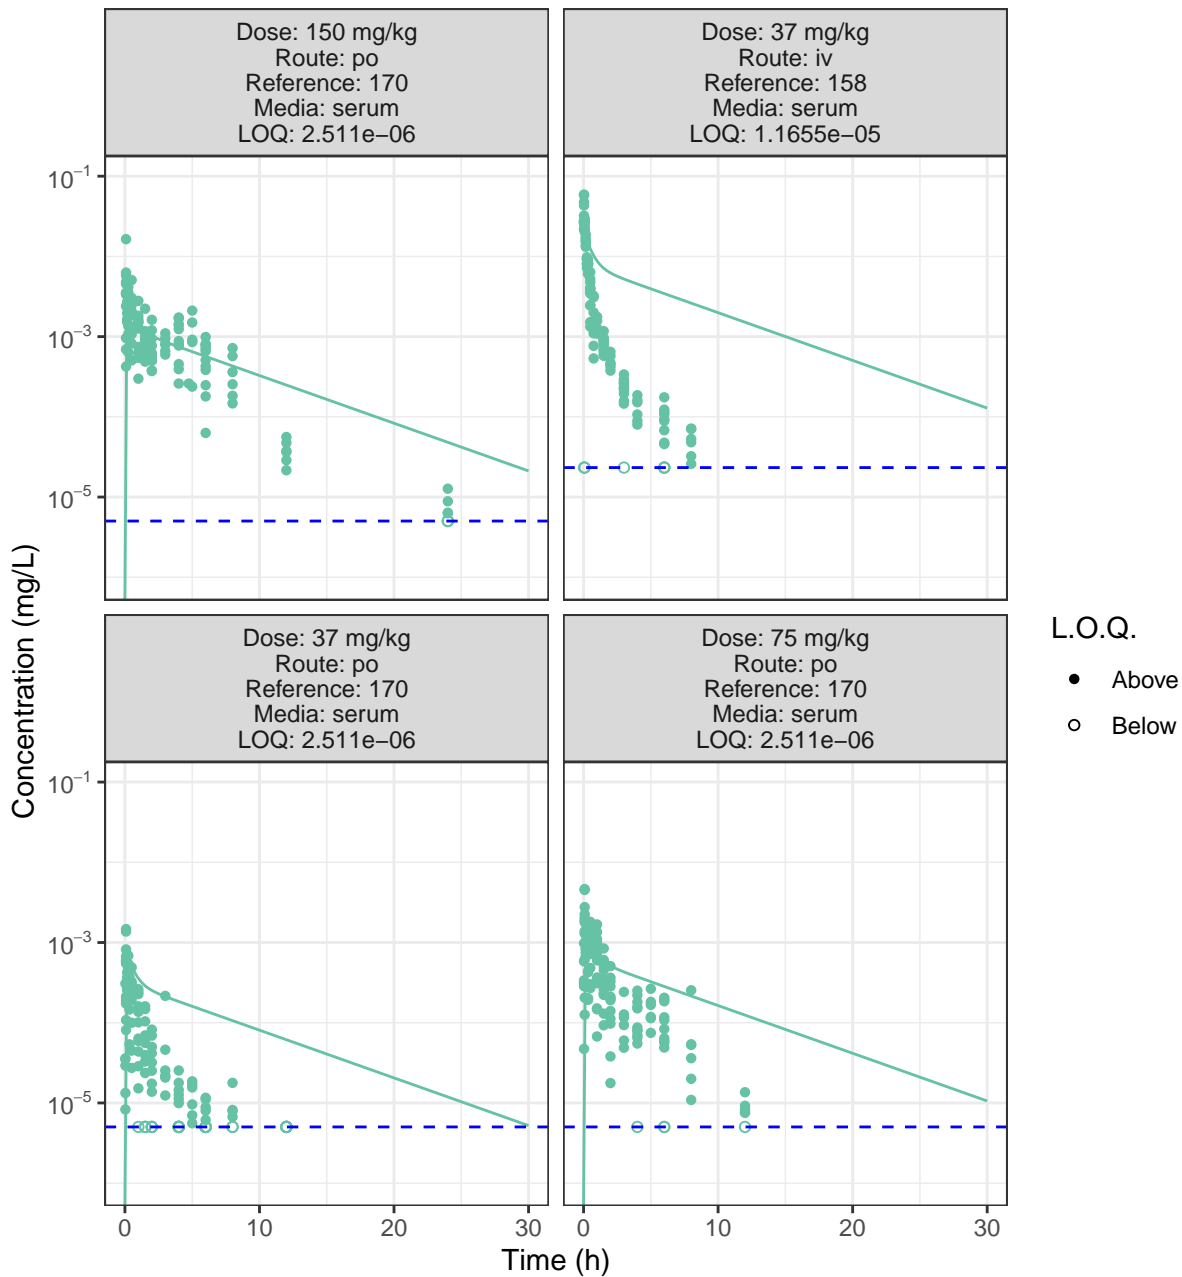 Dose: 150 mg/kg
Route: po
Reference: 170
Media: serum
LOQ: 2.511e−06
Dose: 37 mg/kg
Route: iv
Reference: 158
Media: serum
LOQ: 1.1655e−05
10⁻¹
10⁻³
10⁻⁵
Dose: 37 mg/kg
Route: po
Reference: 170
Media: serum
LOQ: 2.511e−06
Dose: 75 mg/kg
Route: po
Reference: 170
Media: serum
LOQ: 2.511e−06
10⁻¹
10⁻³
10⁻⁵
0 10 20 30
0 10 20 30
Time (h)
Concentration (mg/L)
L.O.Q.
Above
Below